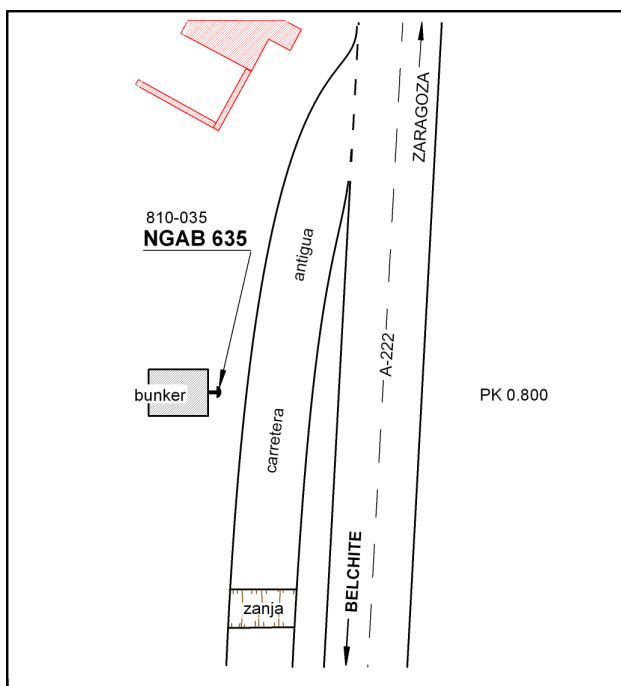 ZARAGOZA
810-035
NGAB 635
antigua
A-222
bunker
PK 0.800
carretera
BELCHITE
zanja